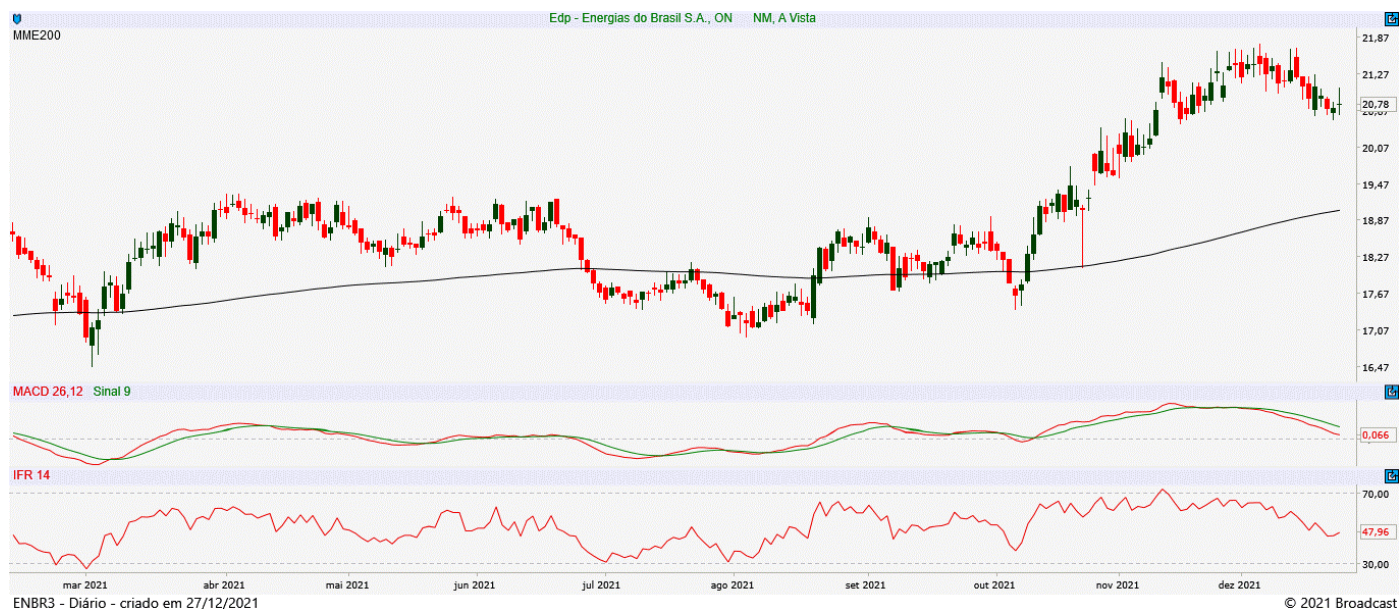 Edp - Energias do Brasil S.A., ON NM, A Vista
MME200
21,87
21,27
20,78
20,07
19,47
18,87
18,27
17,67
17,07
16,47
MACD 26,12 Sinal 9
0,066
IFR 14
70,00
47,96
30,00
mar 2021 abr 2021 mai 2021 jun 2021 jul 2021 ago 2021 set 2021 out 2021 nov 2021 dez 2021
ENBR3 - Diário - criado em 27/12/2021 © 2021 Broadcast